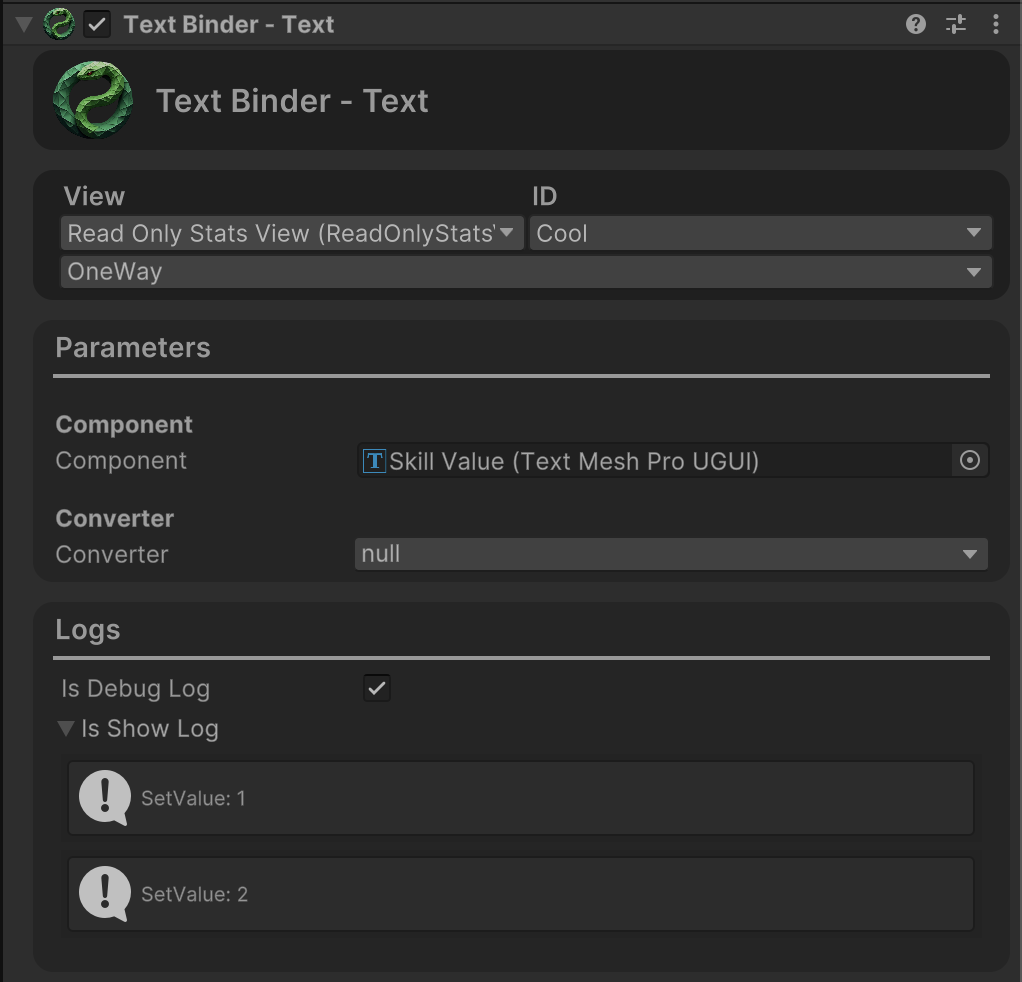 Text Binder - Text
Text Binder - Text
View ID
Read Only Stats View (ReadOnlyStats Cool
OneWay
Parameters
Component
Component Skill Value (Text Mesh Pro UGUI)
Converter
Converter null
Logs
Is Debug Log
Is Show Log
SetValue: 1
SetValue: 2